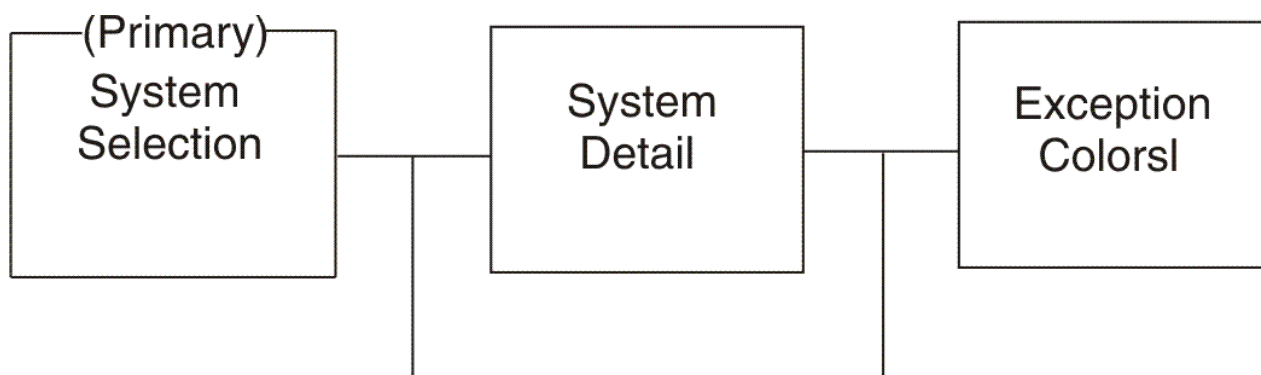 (Primary)
System
Selection
System
Detail
Exception
Colorsl